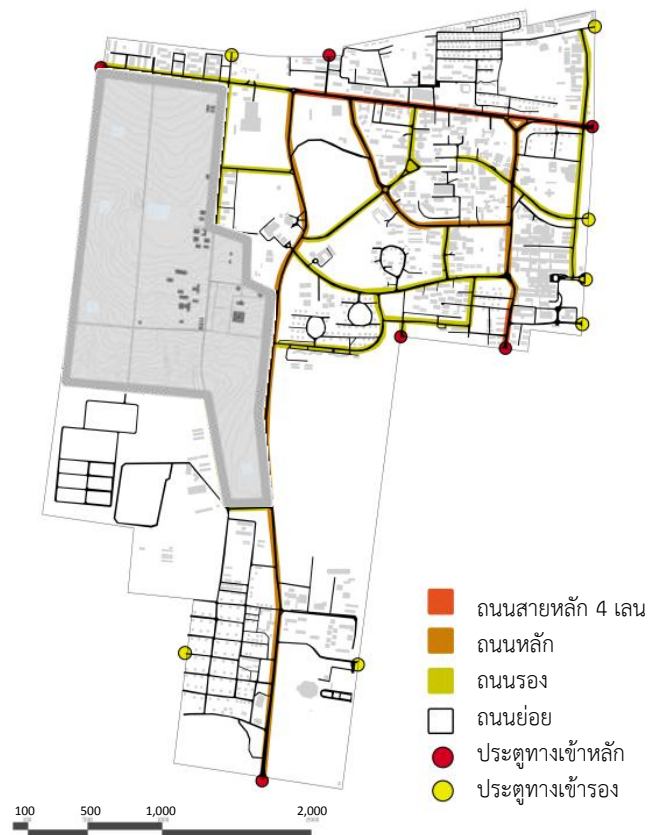 ถนนสายหลัก 4 เลน
ถนนหลัก
ถนนรอง
ถนนย่อย
ประตูทางเข้าหลัก
ประตูทางเข้ารอง
100 500 1,000 2,000